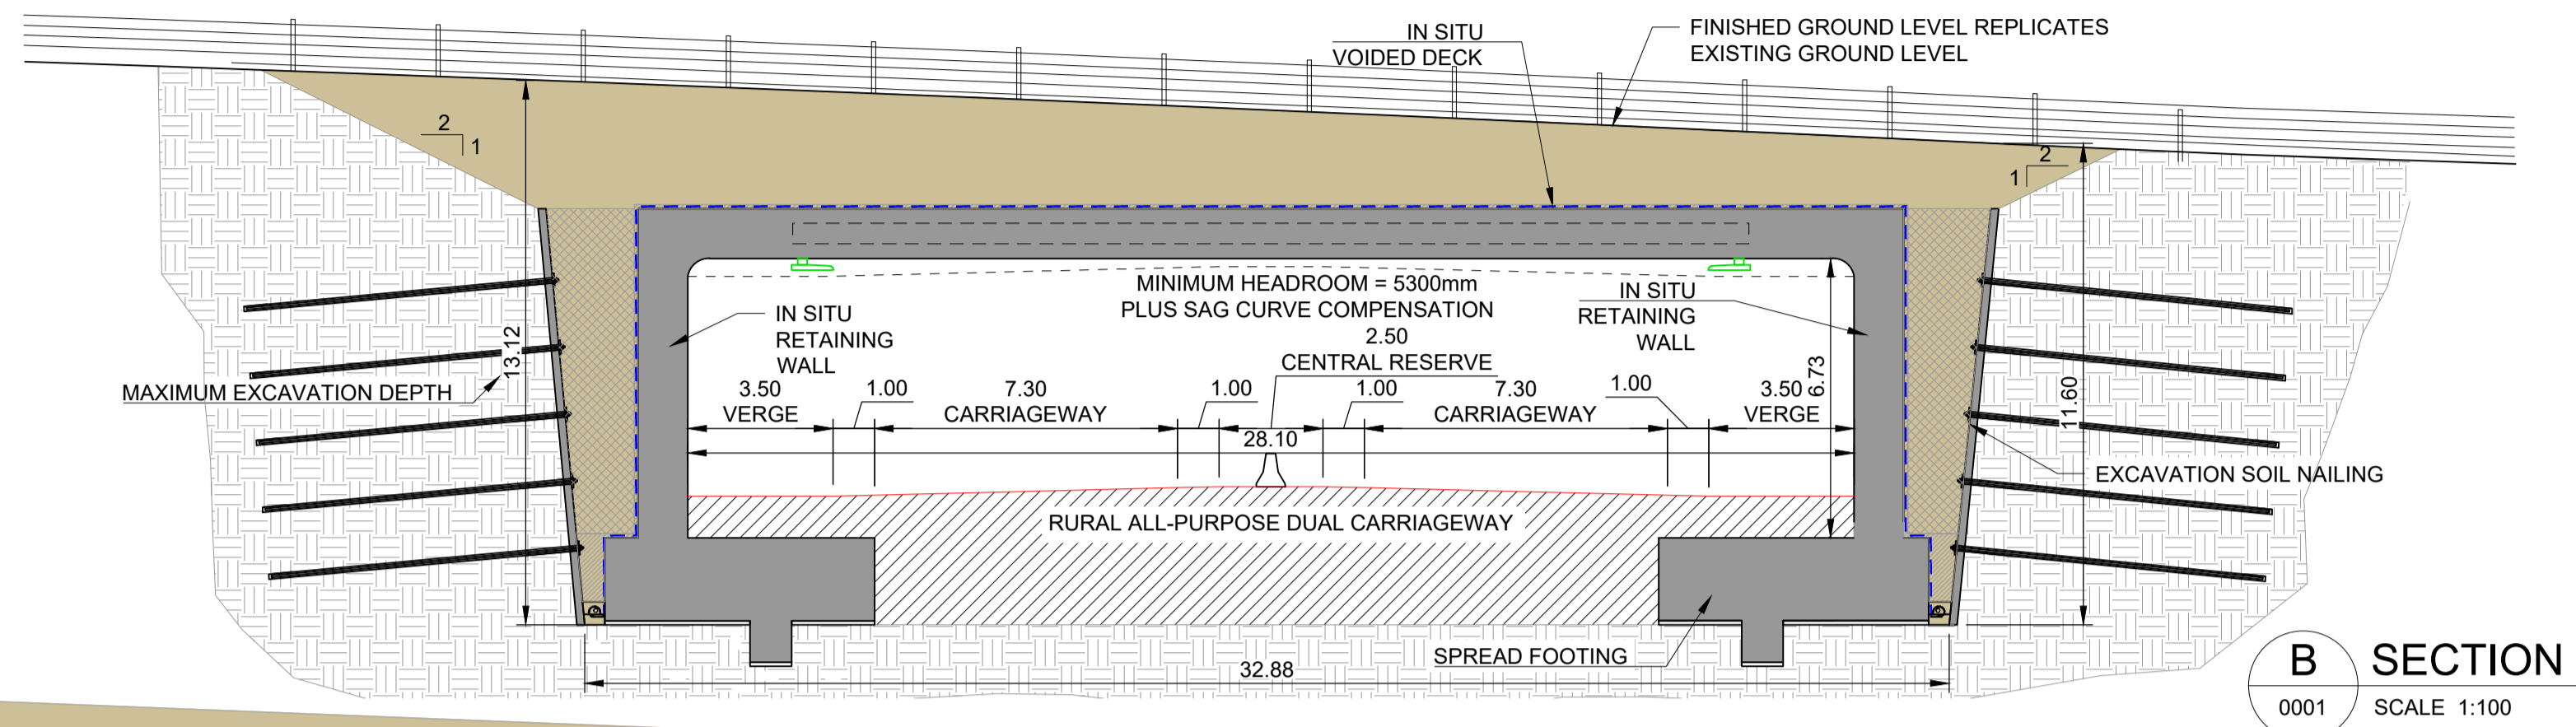 IN SITU
VOIDED DECK
FINISHED GROUND LEVEL REPLICATES
EXISTING GROUND LEVEL
2
1
2
1
MINIMUM HEADROOM = 5300mm
PLUS SAG CURVE COMPENSATION
IN SITU
RETAINING
WALL
IN SITU
RETAINING
WALL
2.50
CENTRAL RESERVE
13.12
MAXIMUM EXCAVATION DEPTH
3.50
VERGE
1.00
7.30
CARRIAGEWAY
1.00
1.00
7.30
CARRIAGEWAY
1.00
3.50
VERGE
6.73
11.60
28.10
EXCAVATION SOIL NAILING
RURAL ALL-PURPOSE DUAL CARRIAGEWAY
SPREAD FOOTING
32.88
B
0001
SECTION
SCALE 1:100